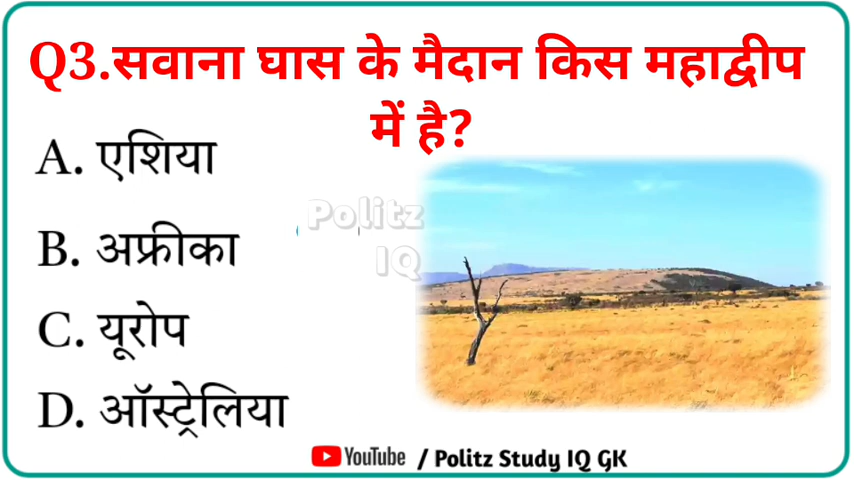 Q3.सवाना घास के मैदान किस महाद्वीप
में है?
A. एशिया
B. अफ्रीका
C. यूरोप
D. ऑस्ट्रेलिया
Politz
IQ
YouTube / Politz Study IQ GK